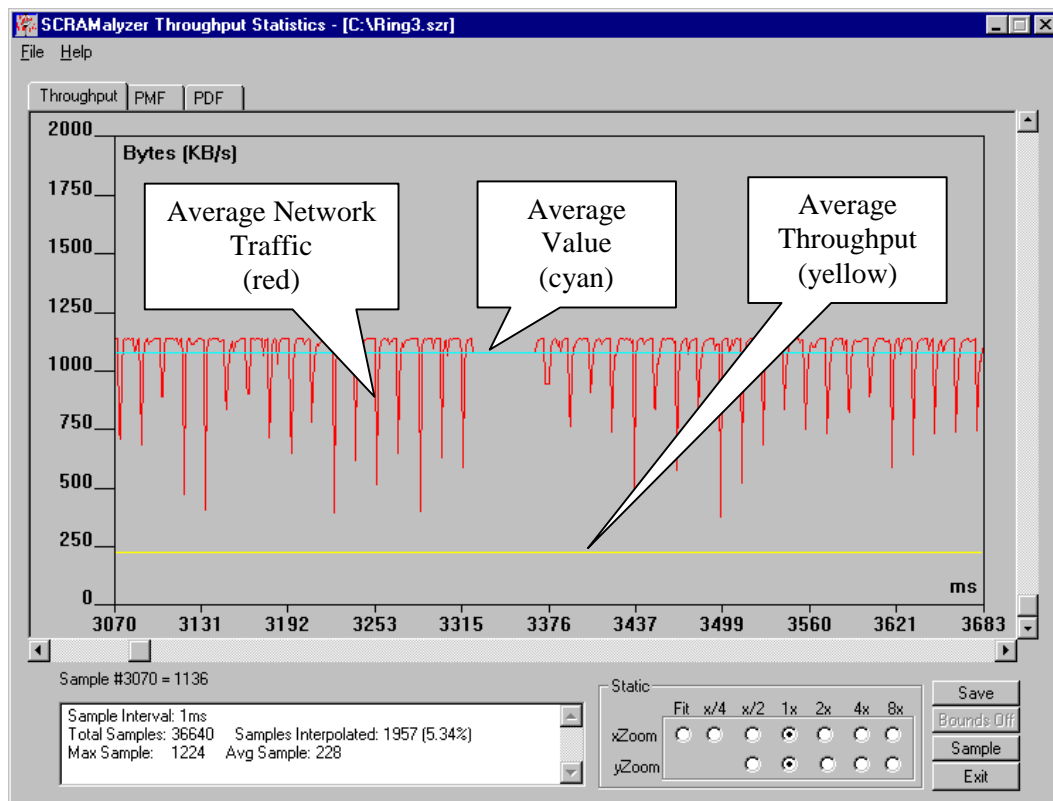 SCRAMalyzer Throughput Statistics - [C:\Ring3.szr]
File Help
Throughput PMF PDF
2000
Bytes (KB/s)
1750
1500
1250
1000
750
500
250
0
Average Network
Traffic
(red)
Average
Value
(cyan)
Average
Throughput
(yellow)
ms
3070 3131 3192 3253 3315 3376 3437 3499 3560 3621 3683
Sample #3070 = 1136
Sample Interval: 1ms
Total Samples: 36640 Samples Interpolated: 1957 (5.34%)
Max Sample: 1224 Avg Sample: 228
Static
Fit x/4 x/2 1x 2x 4x 8x
xZoom
yZoom
Save
Bounds Off
Sample
Exit